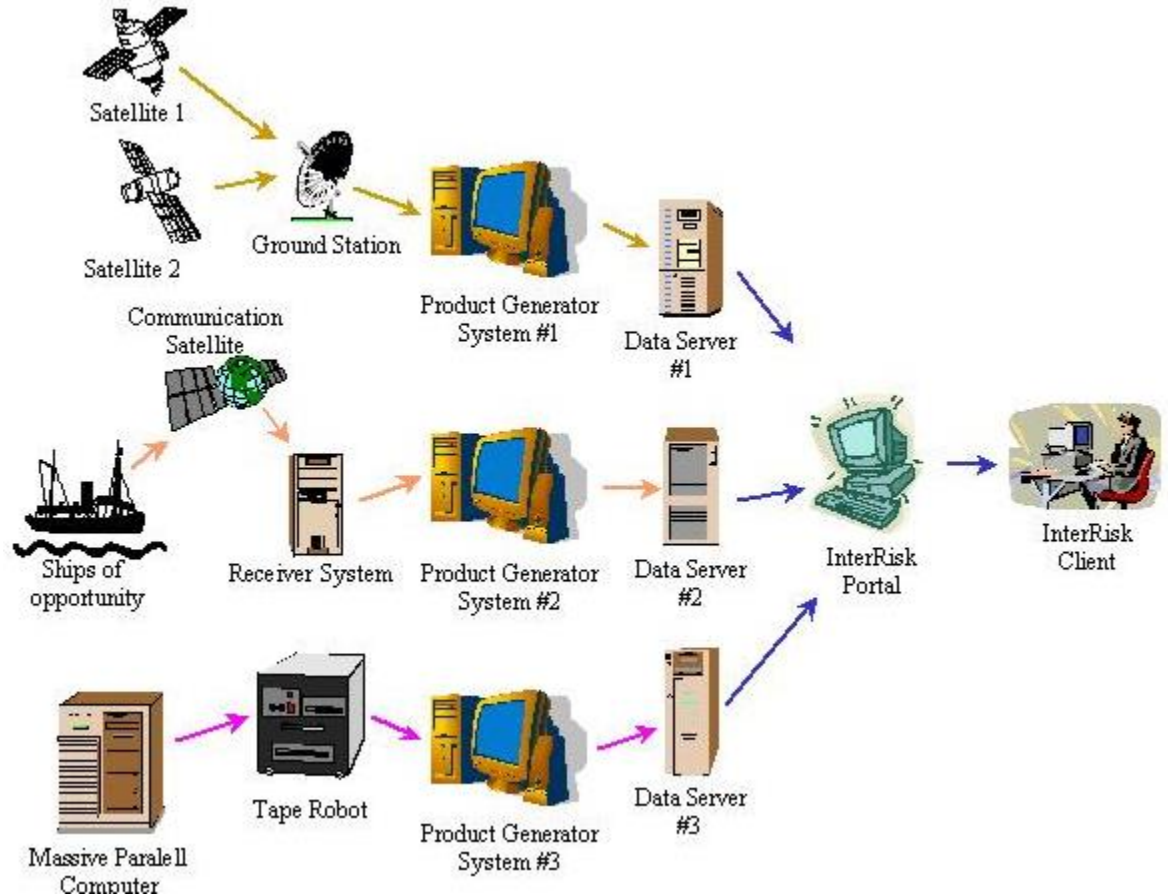 Satellite 1
Satellite 2
Ground Station
Product Generator
System #1
Data Server
#1
Communication
Satellite
Ships of
opportunity
Receiver System
Product Generator
System #2
Data Server
#2
InterRisk
Portal
InterRisk
Client
Massive Paralell
Computer
Tape Robot
Product Generator
System #3
Data Server
#3